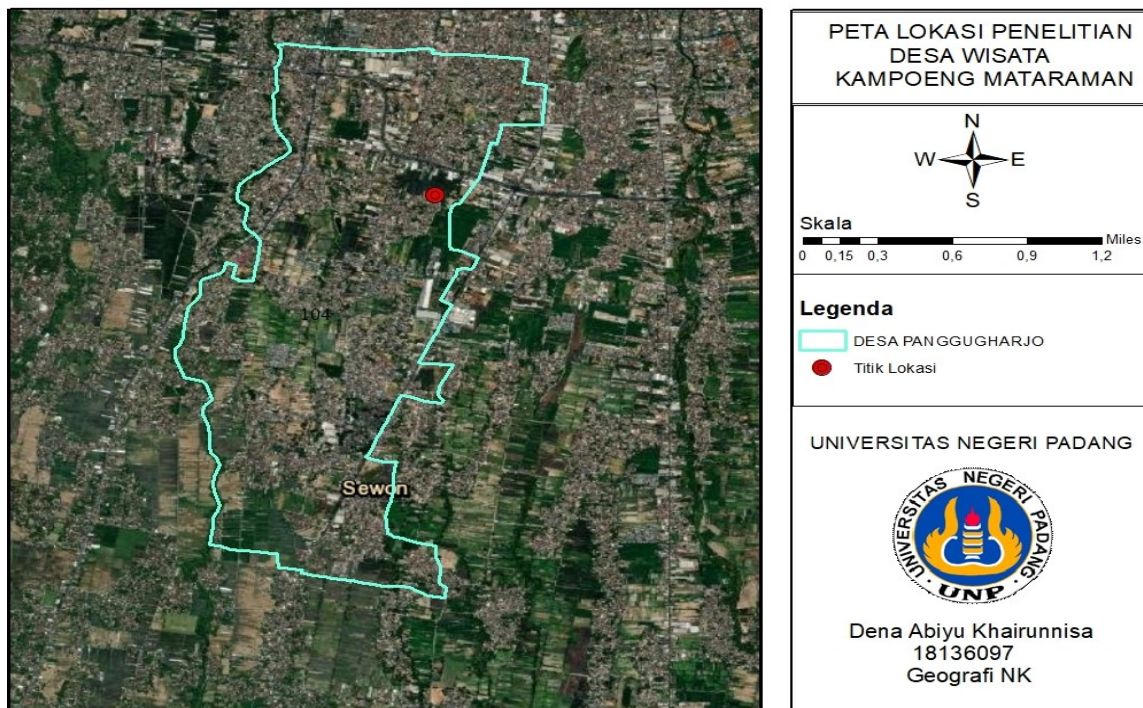 104
Sewon
PETA LOKASI PENELITIAN
DESA WISATA
KAMPOENG MATARAMAN
N
W E
S
Skala
Miles
0 0,15 0,3 0,6 0,9 1,2
Legenda
DESA PANGGUGHARJO
Titik Lokasi
UNIVERSITAS NEGERI PADANG
UNIVERSITAS NEGERI PADANG
UNP
Dena Abiyu Khairunnisa
18136097
Geografi NK